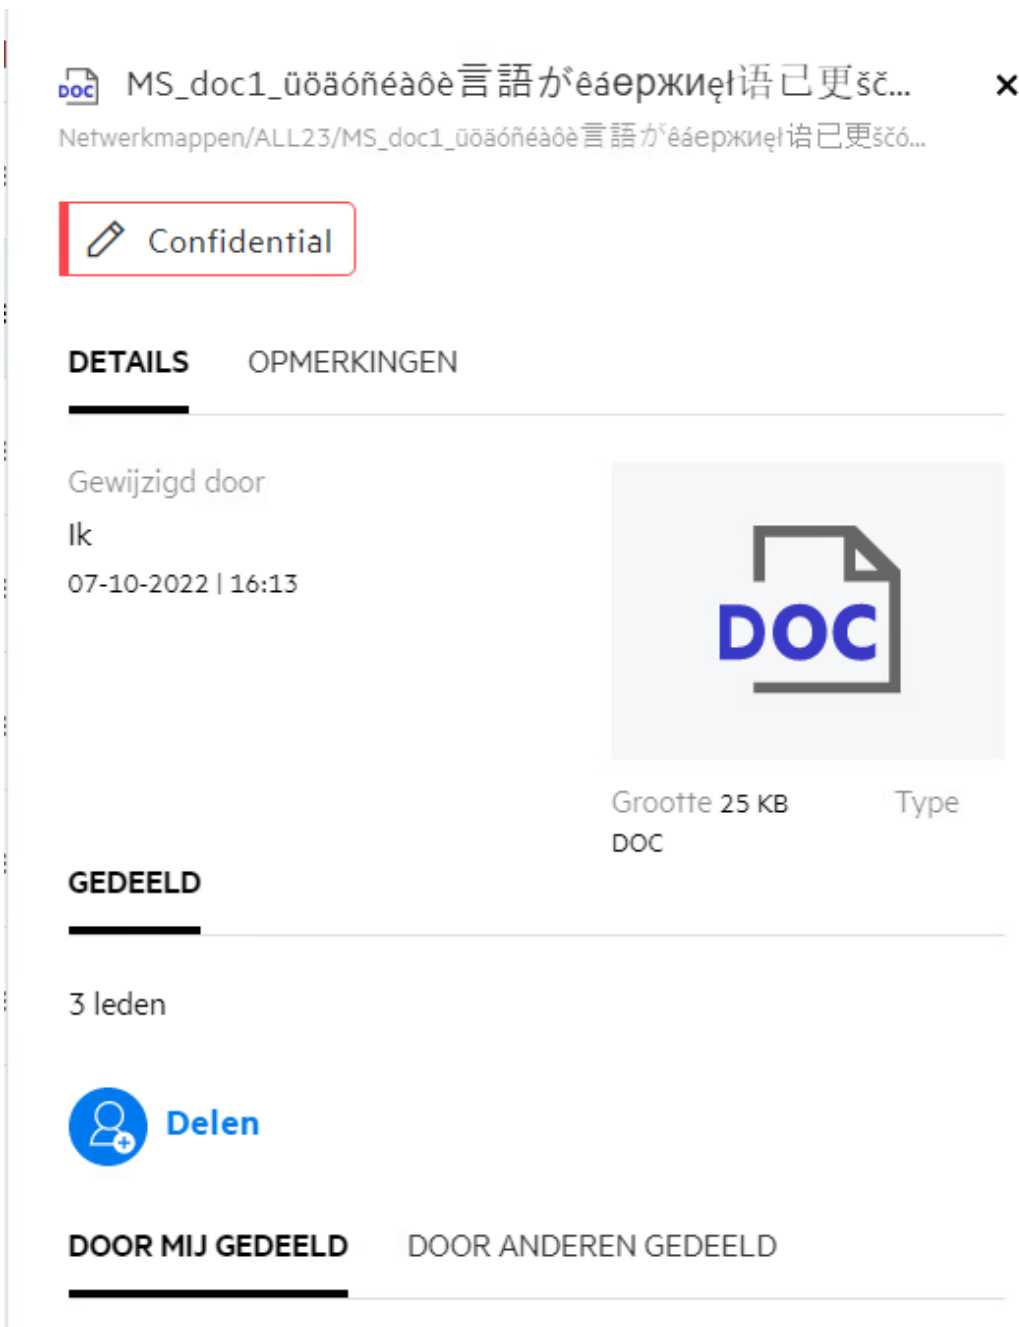 DOC MS_doc1_üöäóñéàôè言語がêáержиęł语已更šč...
Netwerkmappen/ALL23/MS_doc1_üöäóñéàôè言語がêáержиęł语已更ščó...
Confidential
DETAILS OPMERKINGEN
Gewijzigd door
Ik
07-10-2022 | 16:13
DOC
Grootte 25 KB Type
DOC
GEDEELD
3 leden
Delen
DOOR MIJ GEDEELD DOOR ANDEREN GEDEELD